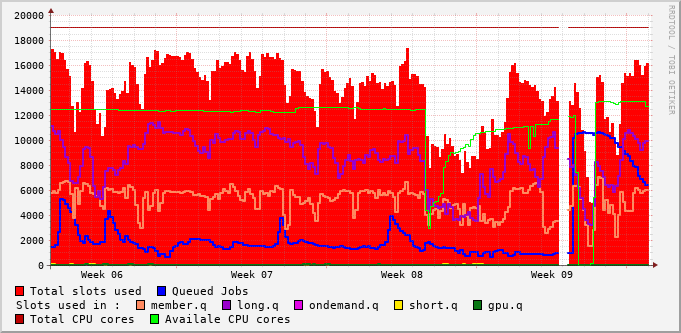 20000
18000
16000
14000
12000
10000
8000
6000
4000
2000
0
Week 06 Week 07 Week 08 Week 09
RRDTOOL / TOBI OETIKER
Total slots used Queued Jobs
Slots used in : member.q long.q ondemand.q short.q gpu.q
Total CPU cores Availale CPU cores